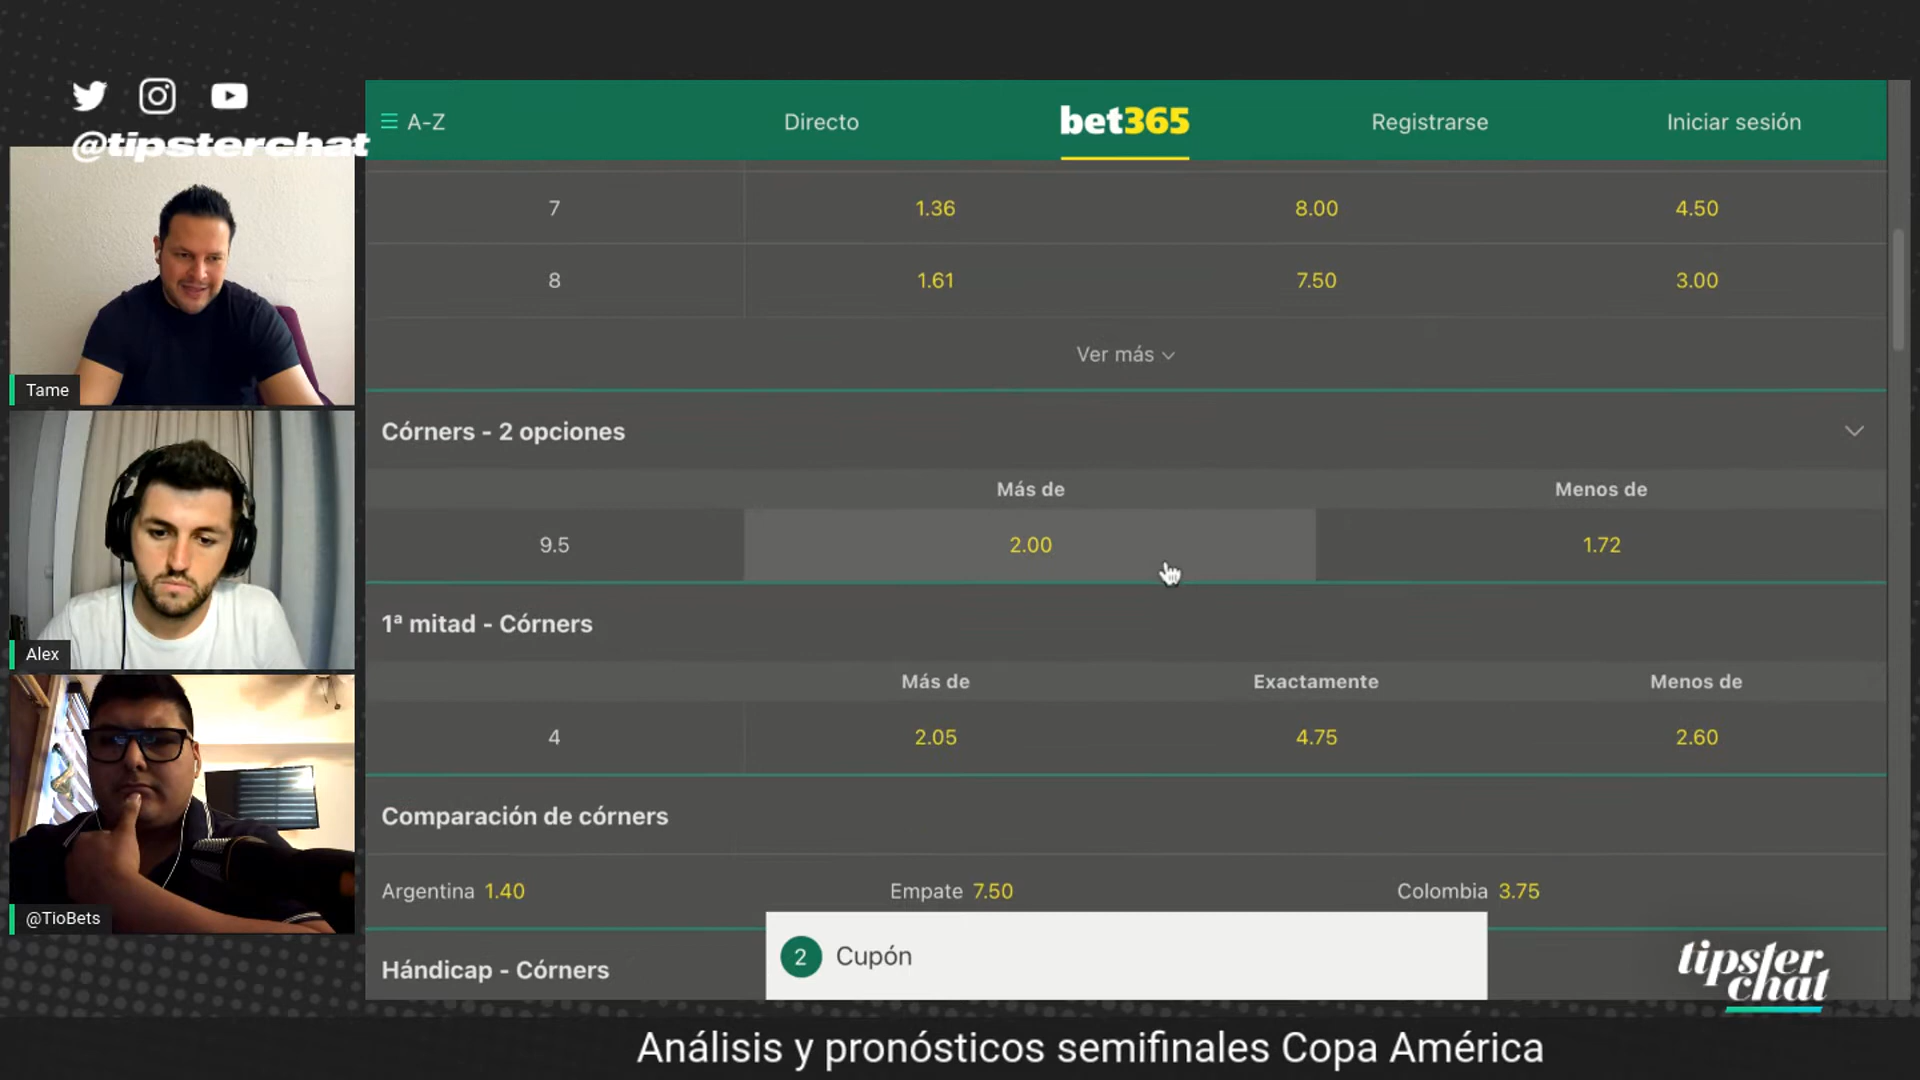 @tipsterchat
A-Z
Directo
bet365
Registrarse
Iniciar sesión
7
1.36
8.00
4.50
8
1.61
7.50
3.00
Ver más
Córners - 2 opciones
Más de
Menos de
9.5
2.00
1.72
1ª mitad - Córners
Más de
Exactamente
Menos de
4
2.05
4.75
2.60
Comparación de córners
Argentina 1.40
Empate 7.50
Colombia 3.75
Hándicap - Córners
2 Cupón
Tame
Alex
@TioBets
tipster
chat
Análisis y pronósticos semifinales Copa América